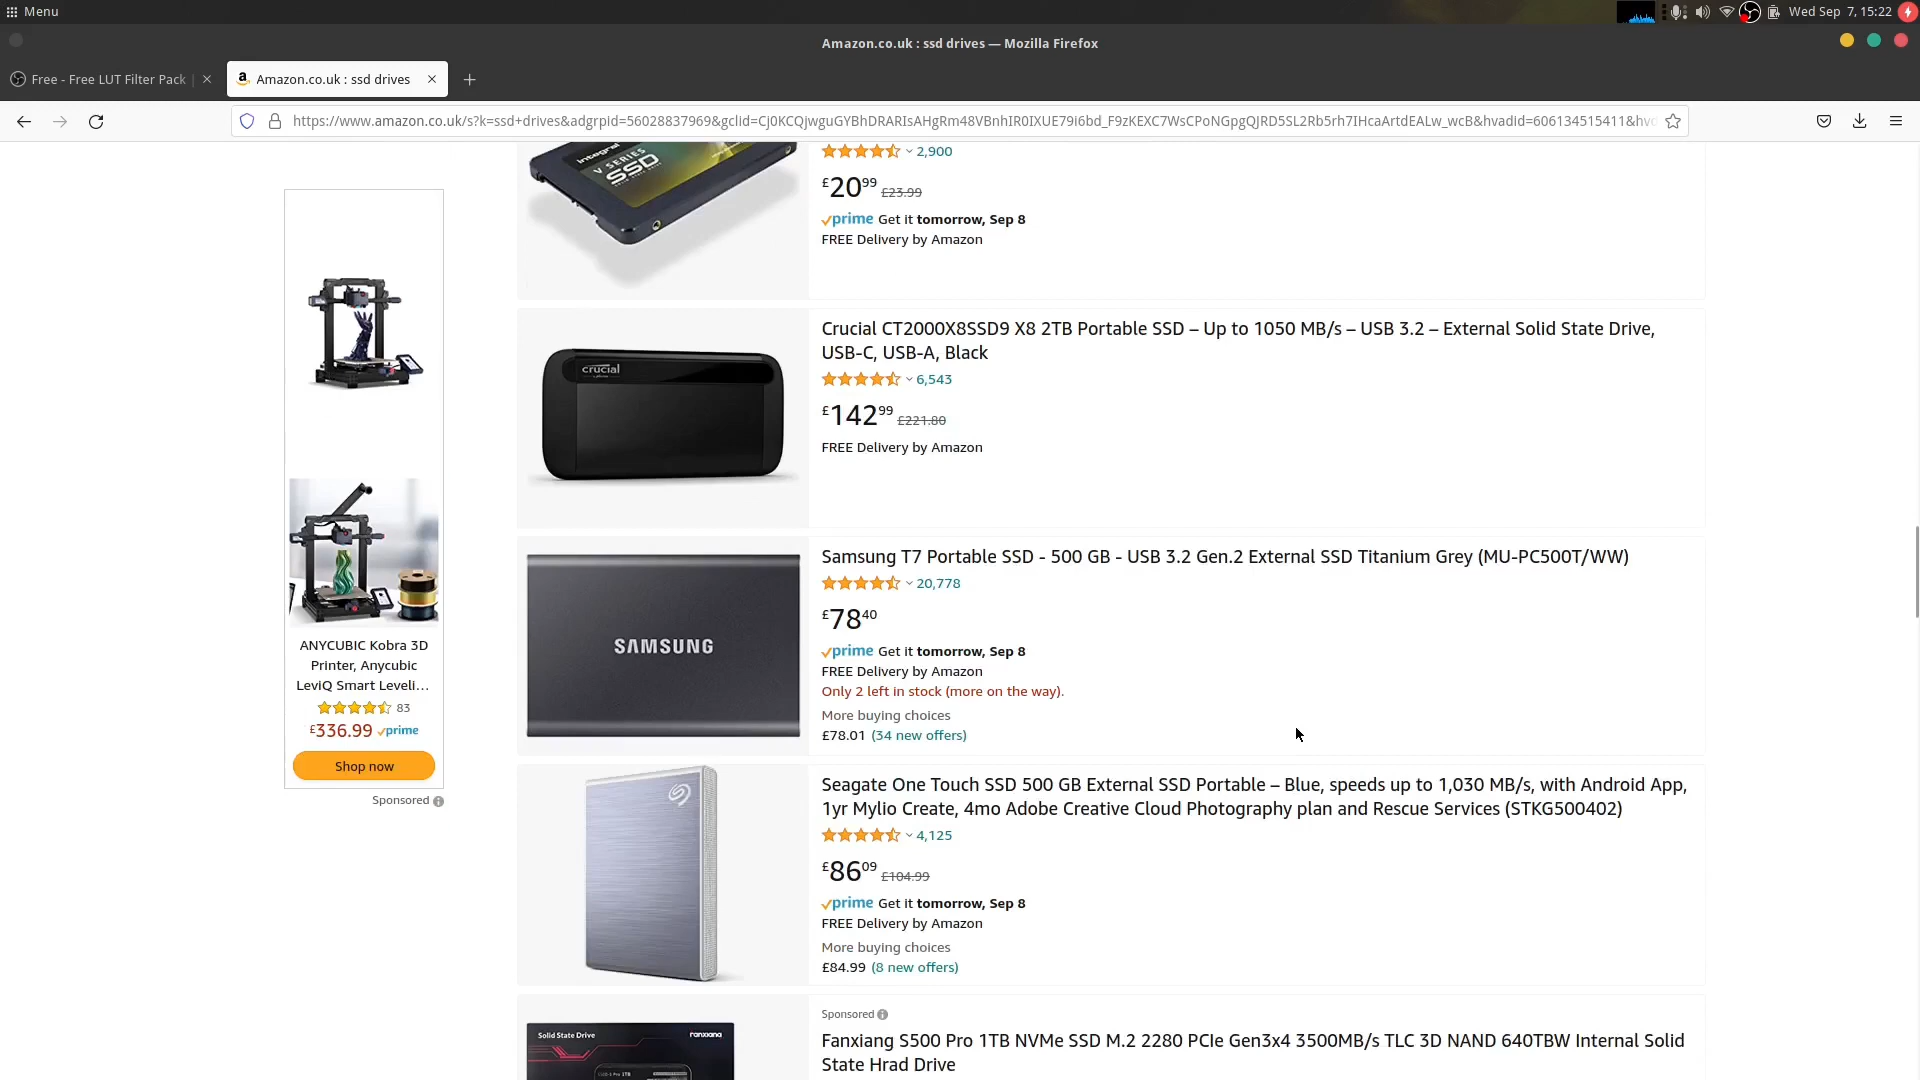 Menu
Wed Sep 7, 15:22
Amazon.co.uk : ssd drives — Mozilla Firefox
Free - Free LUT Filter Pack
Amazon.co.uk : ssd drives
https://www.amazon.co.uk/s?k=ssd+drives&adgrpid=56028837969&gclid=Cj0KCQjwguGYBhDRARIsAHgRm48VBnhIR0IXUE79i6bd_F9zKEXC7WsCPoNGpgQJRD5SL2Rb5rh7IHcaArtdEALw_wcB&hvadid=606134515411&hvd
integral
V SERIES
SSD
2,900
£20.99 £23.99
prime Get it tomorrow, Sep 8
FREE Delivery by Amazon
crucial
Crucial CT2000X8SSD9 X8 2TB Portable SSD – Up to 1050 MB/s – USB 3.2 – External Solid State Drive,
USB-C, USB-A, Black
6,543
£142.99 £221.80
FREE Delivery by Amazon
SAMSUNG
Samsung T7 Portable SSD - 500 GB - USB 3.2 Gen.2 External SSD Titanium Grey (MU-PC500T/WW)
20,778
£78.40
prime Get it tomorrow, Sep 8
FREE Delivery by Amazon
Only 2 left in stock (more on the way).
More buying choices
£78.01 (34 new offers)
ANYCUBIC Kobra 3D
Printer, Anycubic
LeviQ Smart Leveli...
83
£336.99 prime
Shop now
Sponsored
Seagate One Touch SSD 500 GB External SSD Portable – Blue, speeds up to 1,030 MB/s, with Android App,
1yr Mylio Create, 4mo Adobe Creative Cloud Photography plan and Rescue Services (STKG500402)
4,125
£86.09 £104.99
prime Get it tomorrow, Sep 8
FREE Delivery by Amazon
More buying choices
£84.99 (8 new offers)
Solid State Drive
fanxiang
Sponsored
Fanxiang S500 Pro 1TB NVMe SSD M.2 2280 PCIe Gen3x4 3500MB/s TLC 3D NAND 640TBW Internal Solid
State Hrad Drive